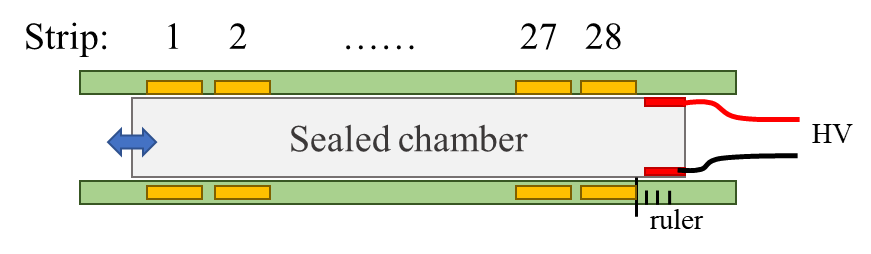 Strip: 1 2 …… 27 28
Sealed chamber
HV
ruler